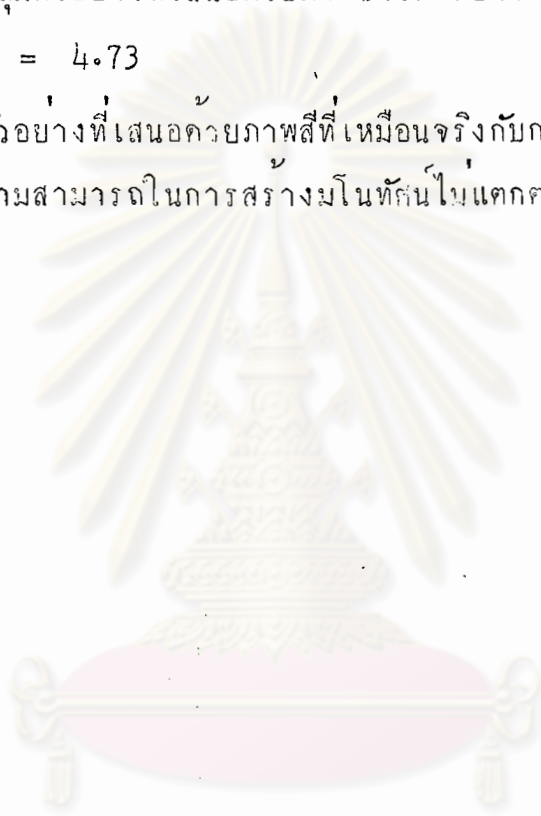 = 4.73
วอย่างที่เสนอด้วยภาพสีที่เหมือนจริงกับก
ามสามารถในการสร้างมโนทัศน์ไม่แตกต